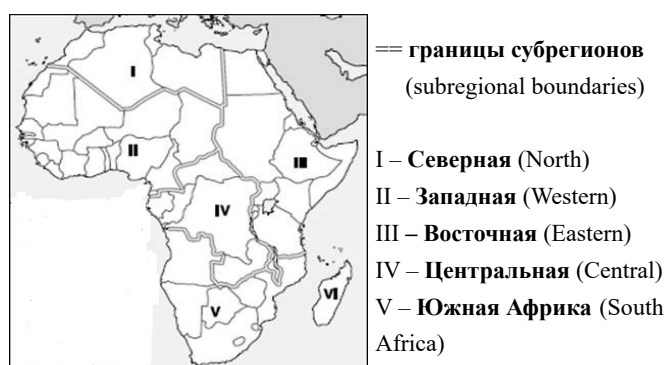 I
II
III
IV
V
VI
== границы субрегионов
(subregional boundaries)
I – Северная (North)
II – Западная (Western)
III – Восточная (Eastern)
IV – Центральная (Central)
V – Южная Африка (South
Africa)